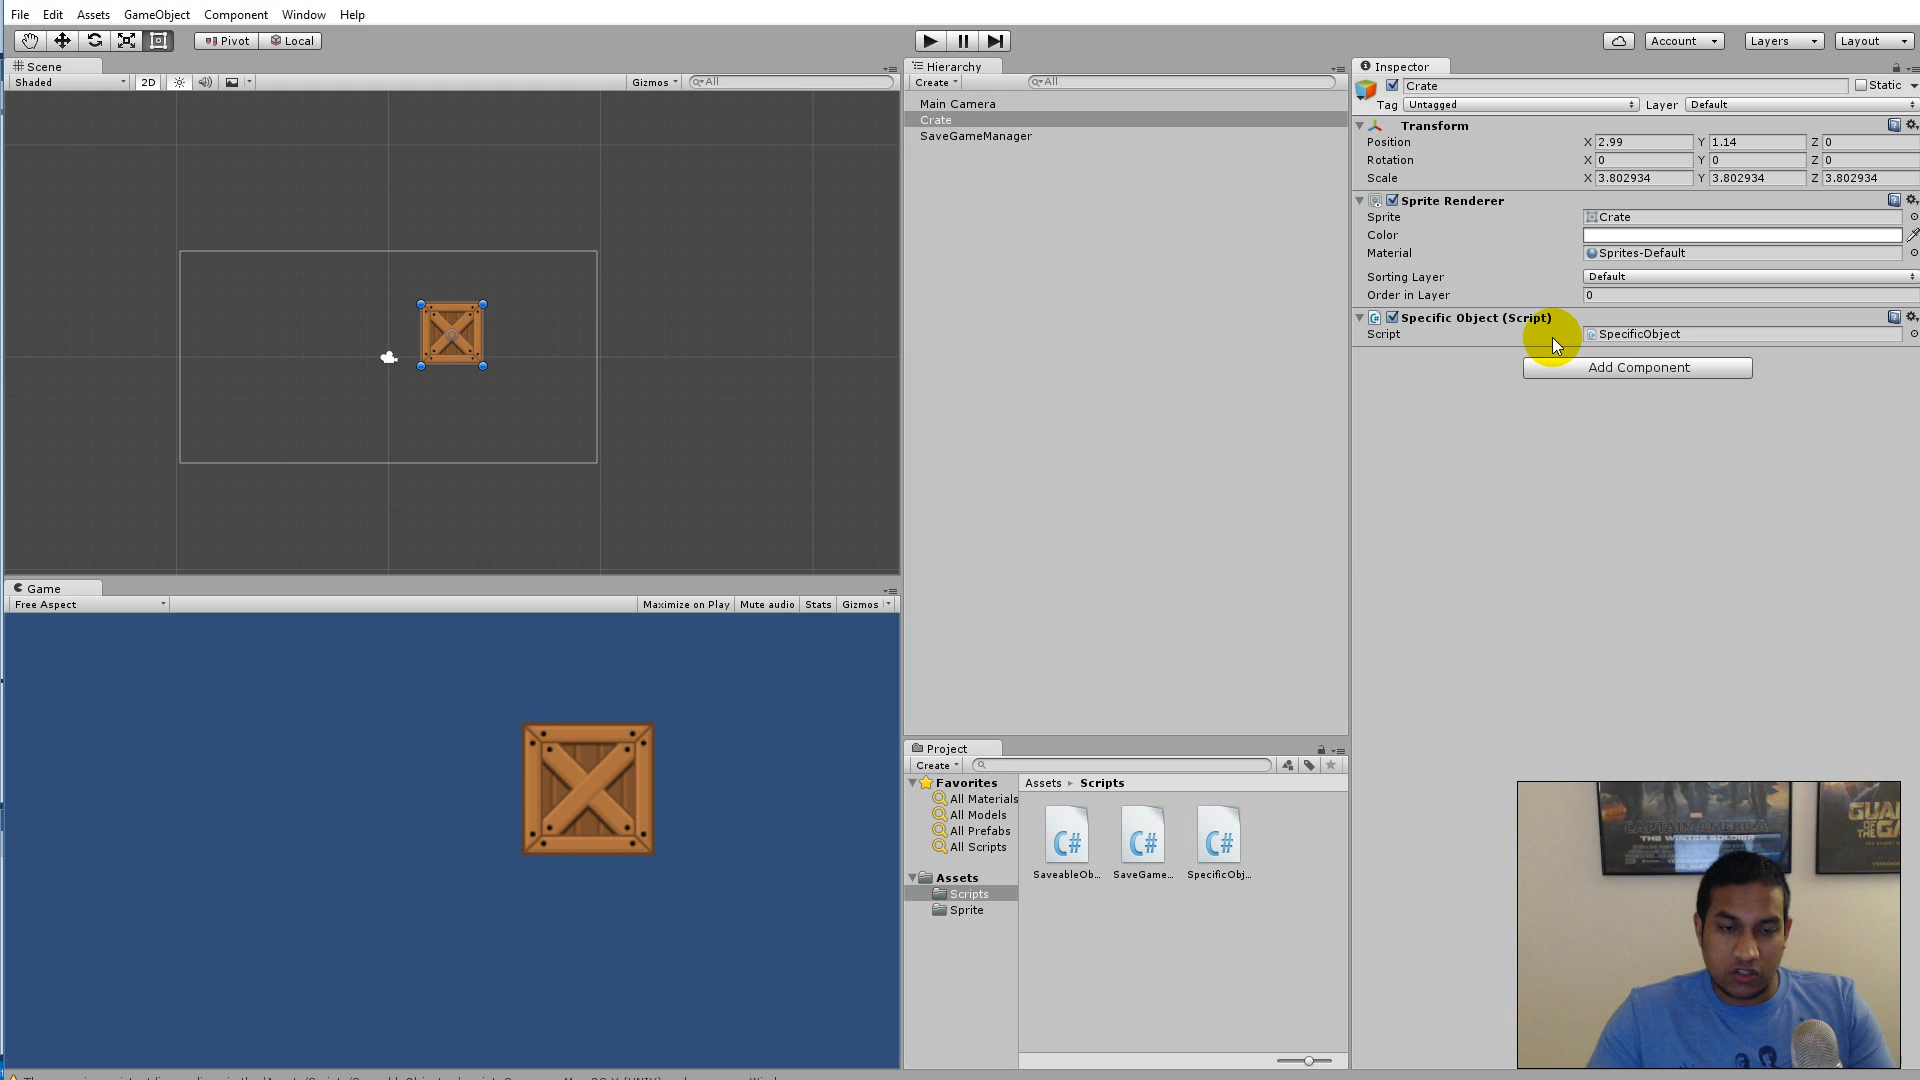 File Edit Assets GameObject Component Window Help
Pivot Local Account Layers Layout
Scene
Shaded 2D Gizmos All
Hierarchy
Create All
Main Camera
Crate
SaveGameManager
Inspector
Crate Static
Tag Untagged Layer Default
Transform
Position X 2.99 Y 1.14 Z 0
Rotation X 0 Y 0 Z 0
Scale X 3.802934 Y 3.802934 Z 3.802934
Sprite Renderer
Sprite Crate
Color
Material Sprites-Default
Sorting Layer Default
Order in Layer 0
Specific Object (Script)
Script SpecificObject
Add Component
Game
Free Aspect Maximize on Play Mute audio Stats Gizmos
Project
Create
Favorites
All Materials
All Models
All Prefabs
All Scripts
Assets
Scripts
Sprite
Assets Scripts
C# C# C#
SaveableOb... SaveGame... SpecificObj...
CAPTAIN AMERICA
THE WINTER SOLDIER